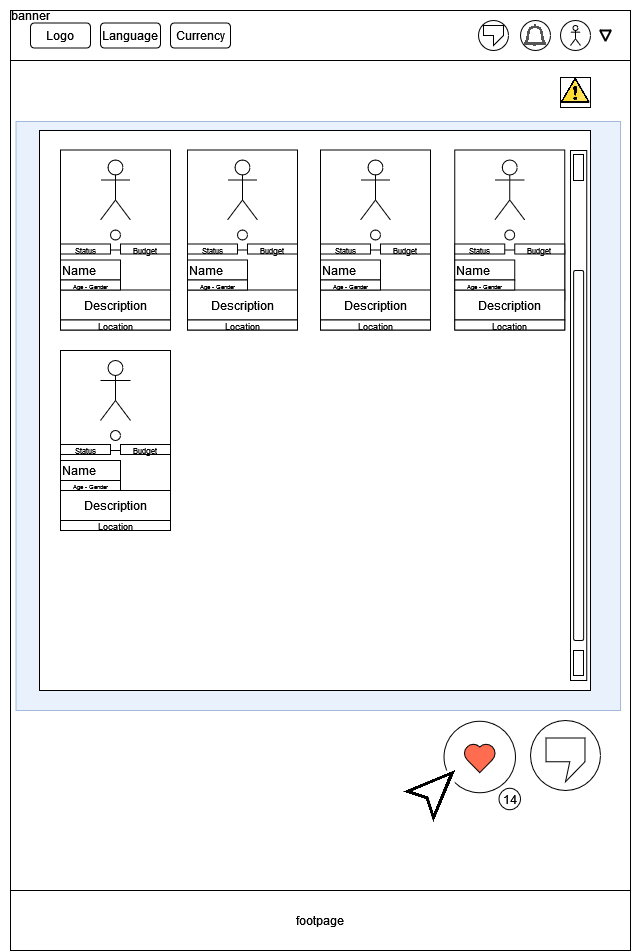 banner
Logo Language Currency
Status Budget Status Budget Status Budget Status Budget
Name Name Name Name
Age - Gender Age - Gender Age - Gender Age - Gender
Description Description Description Description
Location Location Location Location
Status Budget
Name
Age - Gender
Description
Location
14
footpage